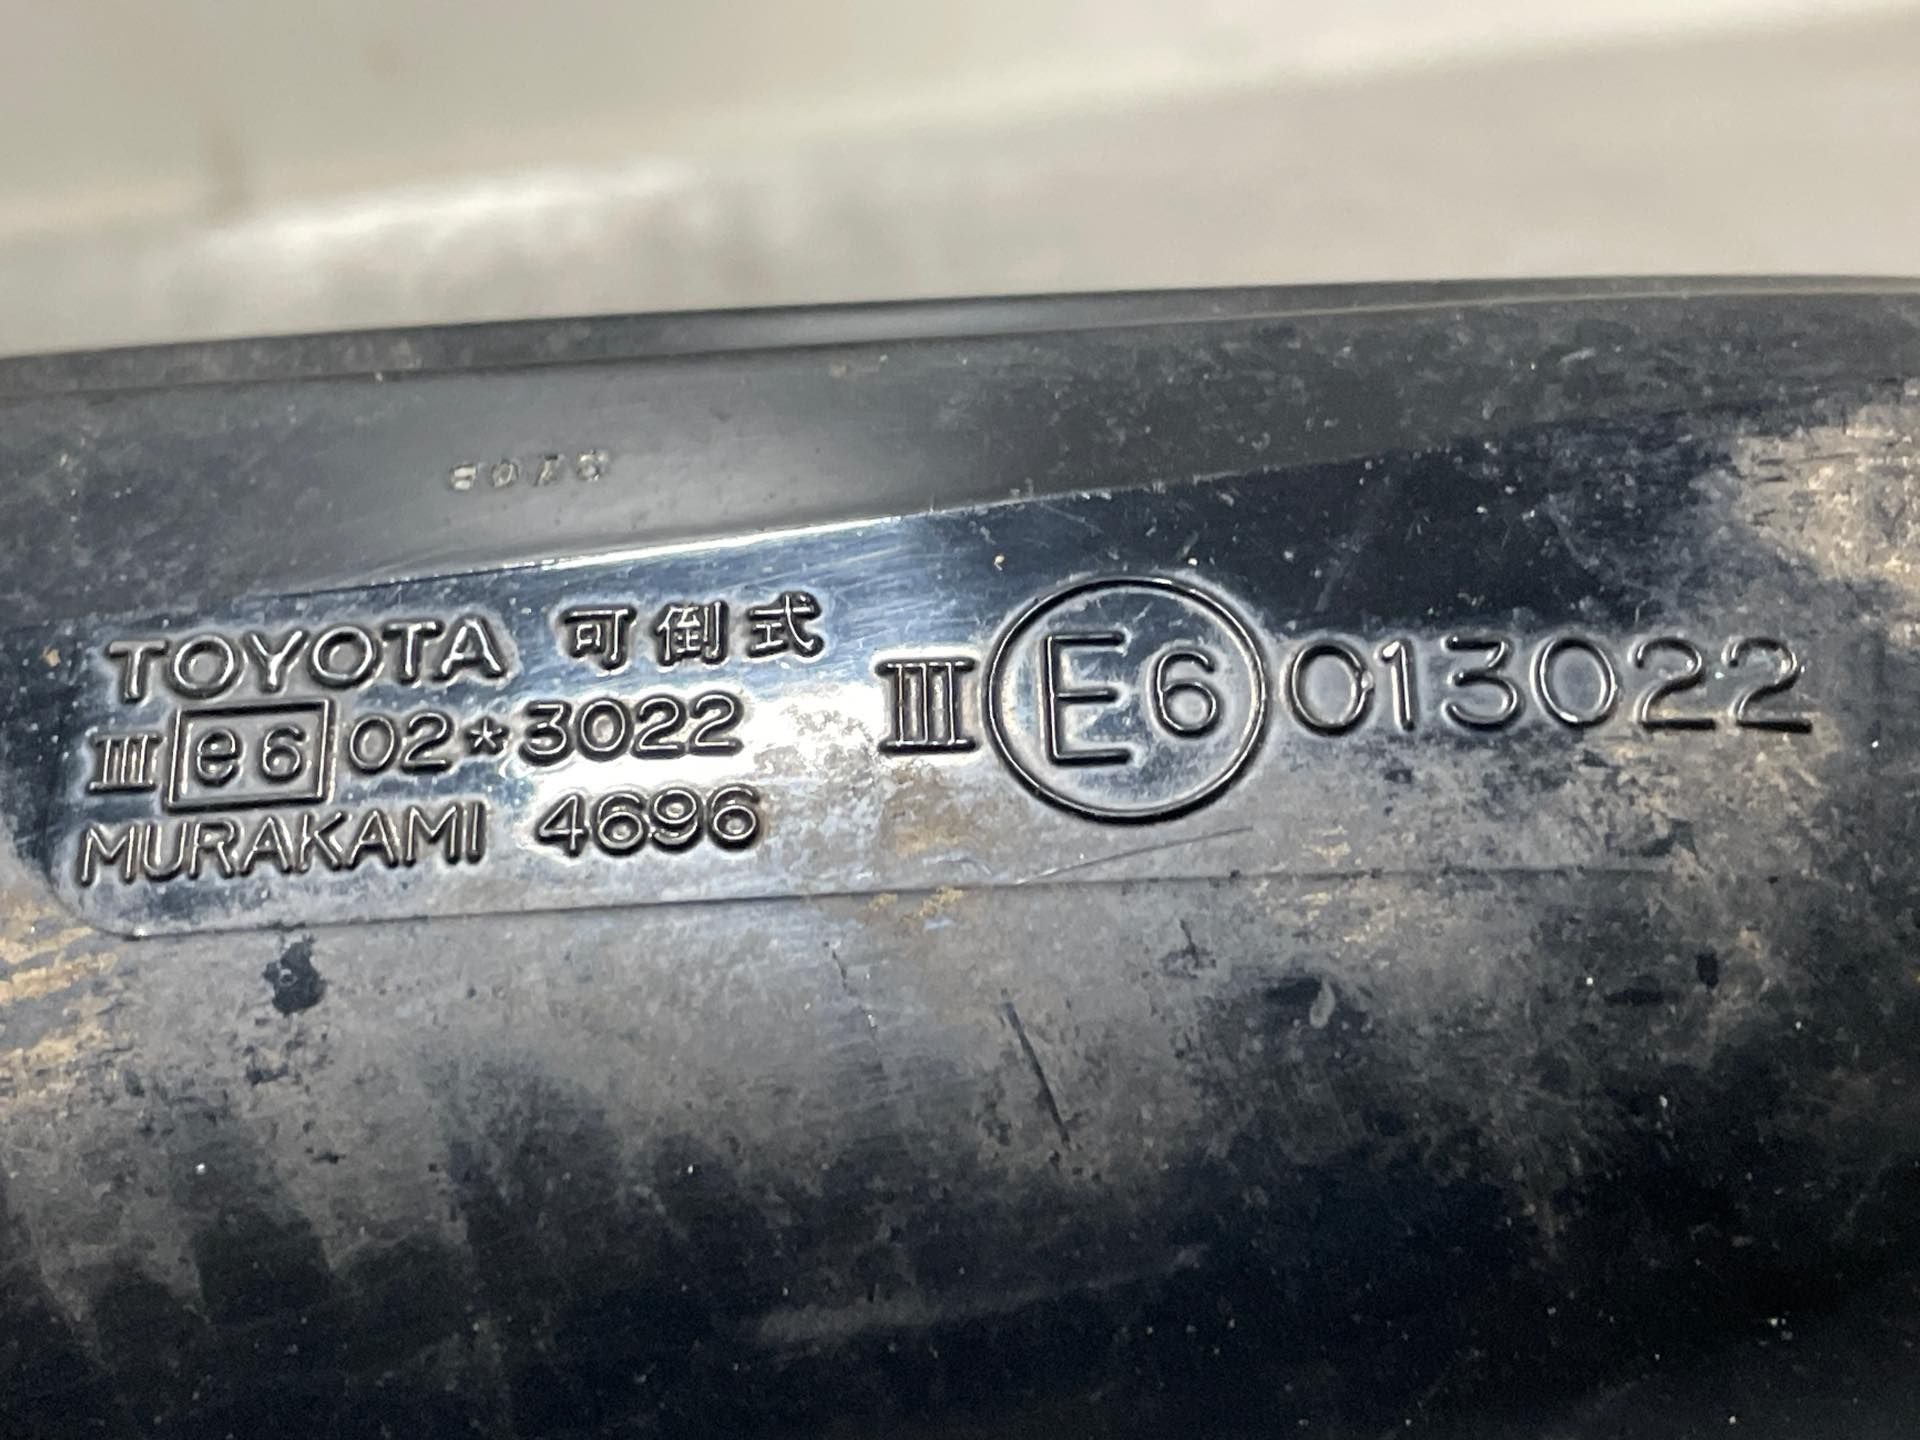 TOYOTA 可倒式
III e6 02*3022
MURAKAMI 4696
III E6 013022